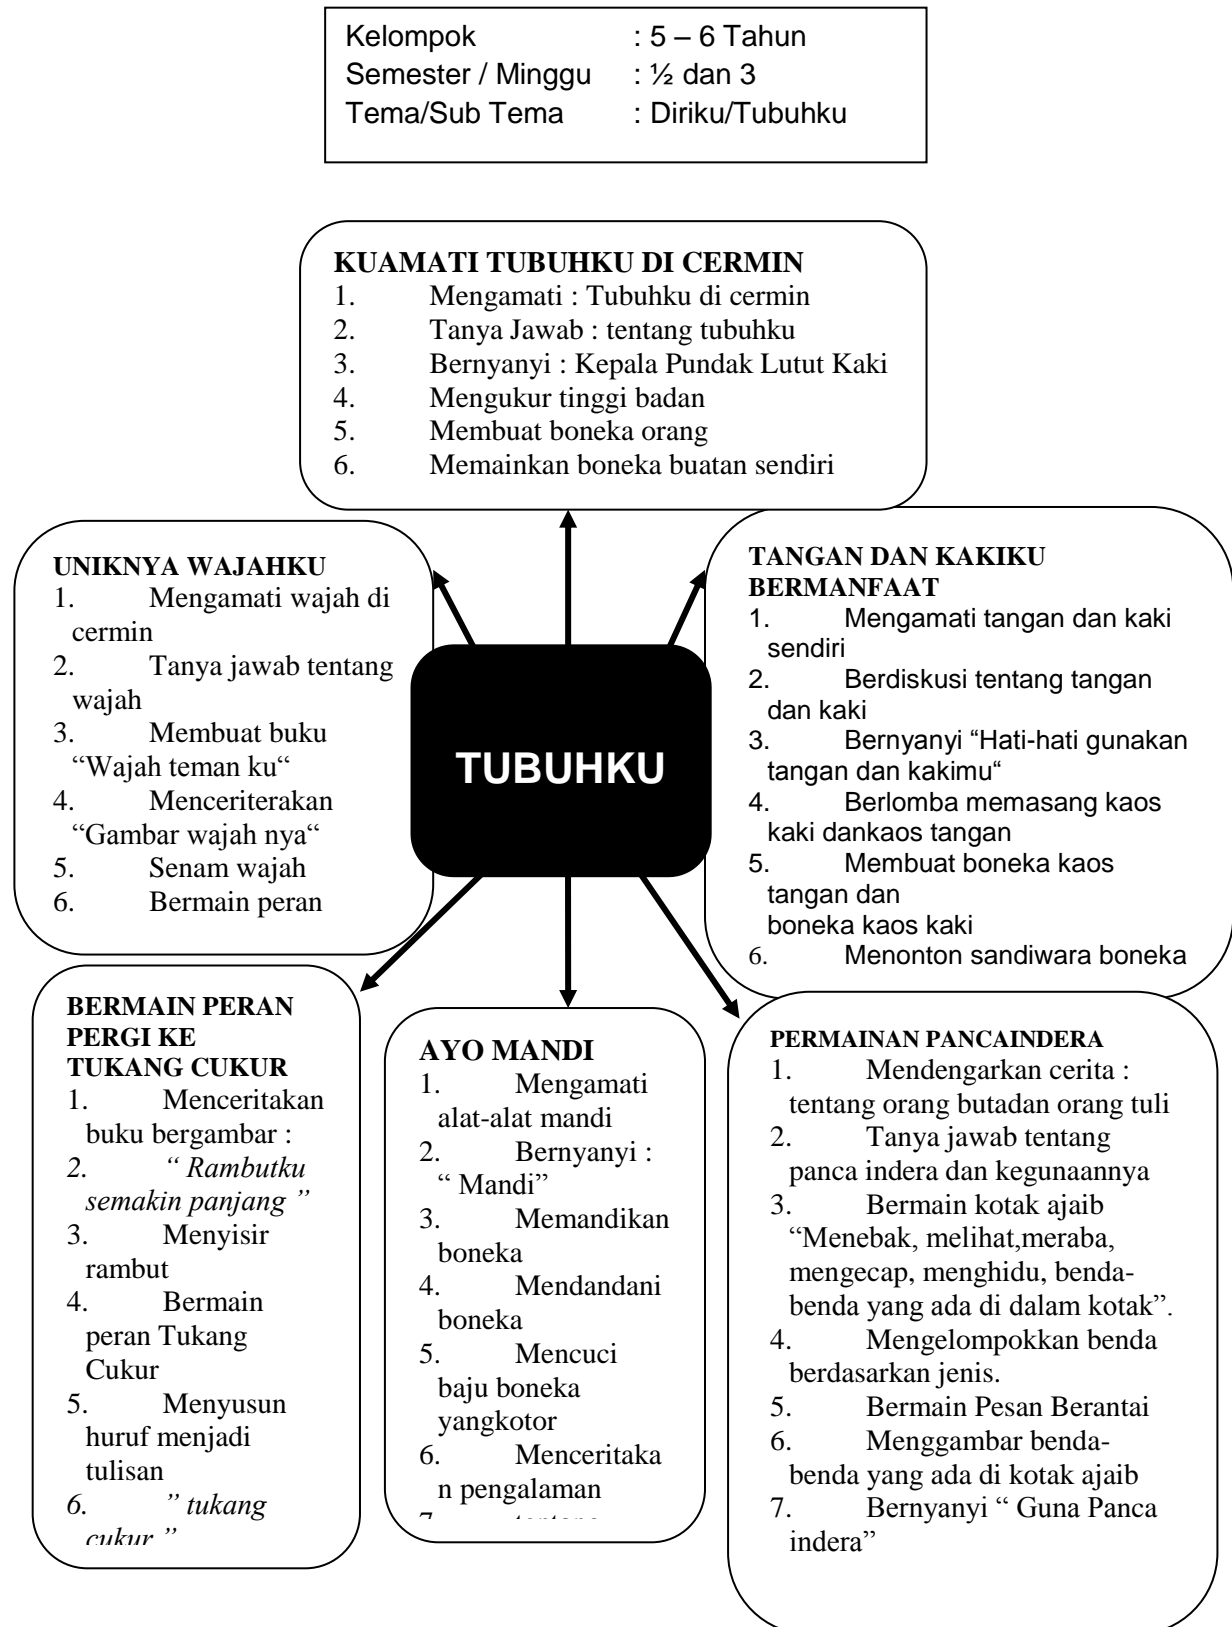 Kelompok : 5 – 6 Tahun
Semester / Minggu : ½ dan 3
Tema/Sub Tema : Diriku/Tubuhku
KUAMATI TUBUHKU DI CERMIN
1. Mengamati : Tubuhku di cermin
2. Tanya Jawab : tentang tubuhku
3. Bernyanyi : Kepala Pundak Lutut Kaki
4. Mengukur tinggi badan
5. Membuat boneka orang
6. Memainkan boneka buatan sendiri
UNIKNYA WAJAHKU
1. Mengamati wajah di
cermin
2. Tanya jawab tentang
wajah
3. Membuat buku
“Wajah teman ku“
4. Menceriterakan
“Gambar wajah nya“
5. Senam wajah
6. Bermain peran
TUBUHKU
TANGAN DAN KAKIKU
BERMANFAAT
1. Mengamati tangan dan kaki
sendiri
2. Berdiskusi tentang tangan
dan kaki
3. Bernyanyi “Hati-hati gunakan
tangan dan kakimu“
4. Berlomba memasang kaos
kaki dankaos tangan
5. Membuat boneka kaos
tangan dan
boneka kaos kaki
6. Menonton sandiwara boneka
BERMAIN PERAN
PERGI KE
TUKANG CUKUR
1. Menceritakan
buku bergambar :
2. “ Rambutku
semakin panjang ”
3. Menyisir
rambut
4. Bermain
peran Tukang
Cukur
5. Menyusun
huruf menjadi
tulisan
6. ” tukang
cukur ”
AYO MANDI
1. Mengamati
alat-alat mandi
2. Bernyanyi :
“ Mandi”
3. Memandikan
boneka
4. Mendandani
boneka
5. Mencuci
baju boneka
yangkotor
6. Menceritaka
n pengalaman
7. tentang
PERMAINAN PANCAINDERA
1. Mendengarkan cerita :
tentang orang butadan orang tuli
2. Tanya jawab tentang
panca indera dan kegunaannya
3. Bermain kotak ajaib
“Menebak, melihat,meraba,
mengecap, menghidu, benda-
benda yang ada di dalam kotak”.
4. Mengelompokkan benda
berdasarkan jenis.
5. Bermain Pesan Berantai
6. Menggambar benda-
benda yang ada di kotak ajaib
7. Bernyanyi “ Guna Panca
indera”